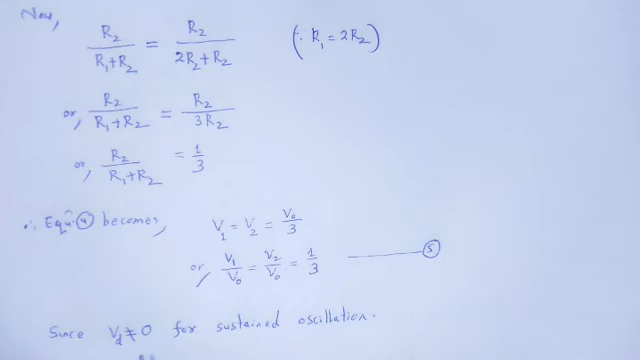 Now,
R₂/(R₁+R₂) = R₂/(2R₂+R₂) (∵ R₁ = 2R₂)
or, R₂/(R₁+R₂) = R₂/(3R₂)
or, R₂/(R₁+R₂) = 1/3
∴ Equⁿ ④ becomes,
V₁ = V₂ = V₀/3
or, V₁/V₀ = V₂/V₀ = 1/3 —— ⑤
Since V_d ≠ 0 for sustained oscillation.